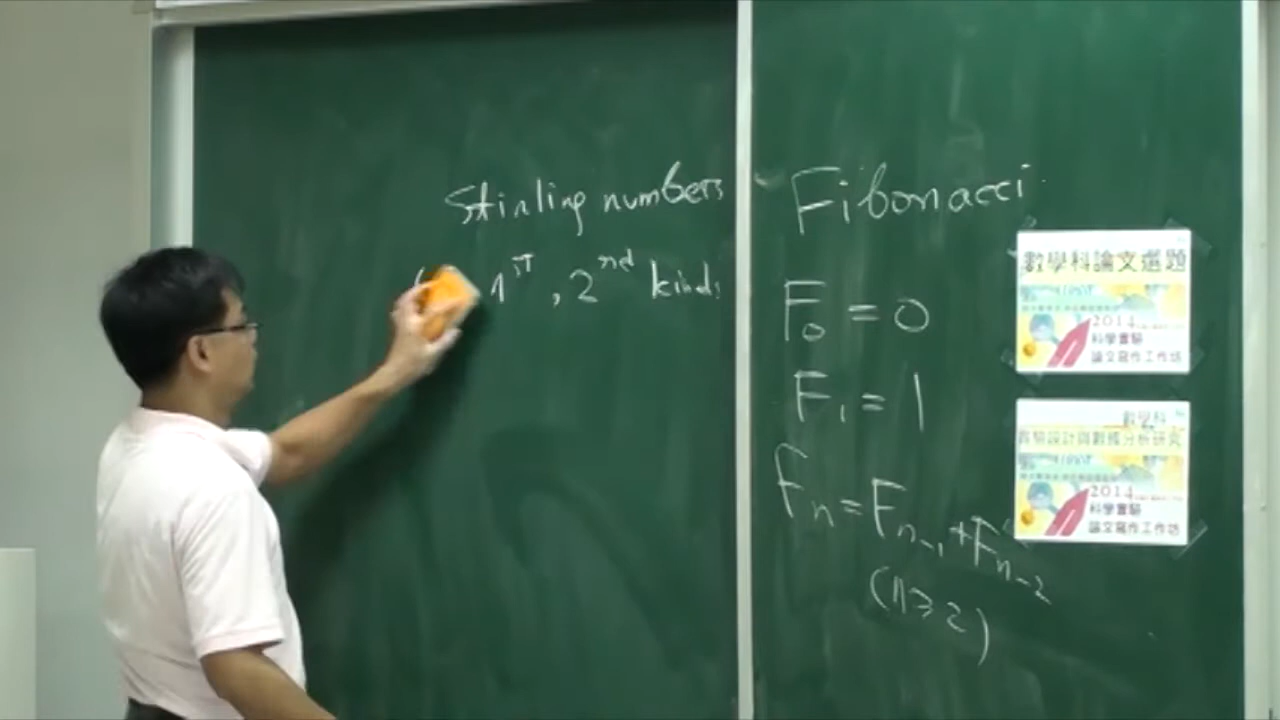 Stirling numbers
1st, 2nd kinds
Fibonacci
F₀ = 0
F₁ = 1
Fₙ = Fₙ₋₁ + Fₙ₋₂
(n ≥ 2)
數學科論文選題
2014
科學實驗
論文寫作工作坊
數學科
實驗設計與數據分析研究
2014
科學實驗
論文寫作工作坊